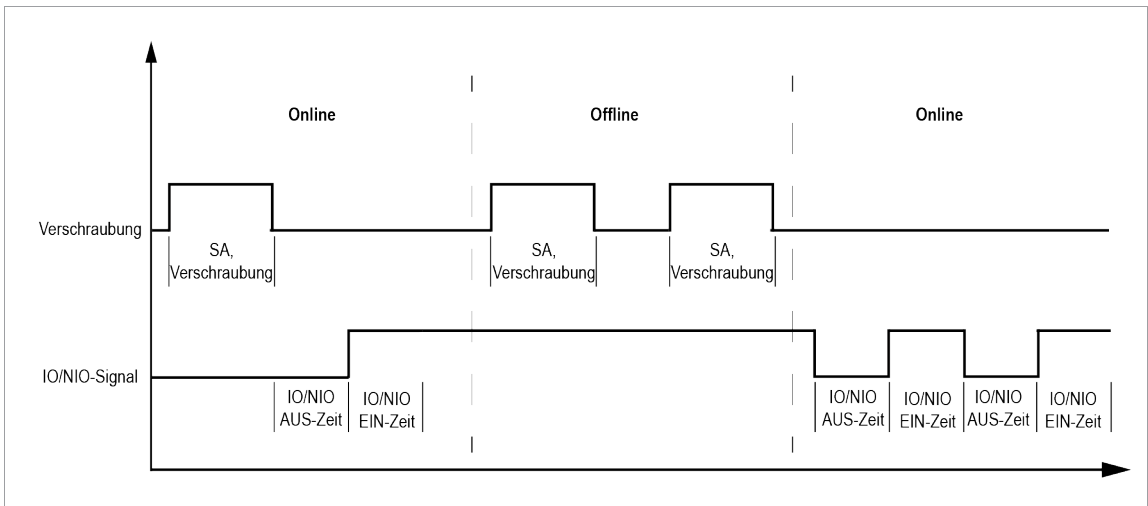 Online
Offline
Online
Verschraubung
SA,
Verschraubung
SA,
Verschraubung
SA,
Verschraubung
IO/NIO-Signal
IO/NIO
AUS-Zeit
IO/NIO
EIN-Zeit
IO/NIO
AUS-Zeit
IO/NIO
EIN-Zeit
IO/NIO
AUS-Zeit
IO/NIO
EIN-Zeit